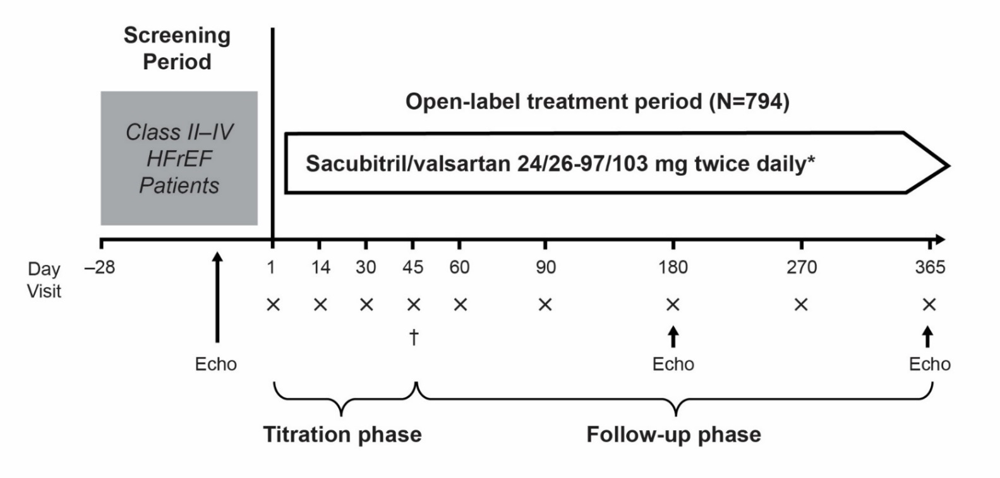 Screening
Period
Class II–IV
HFrEF
Patients
Open-label treatment period (N=794)
Sacubitril/valsartan 24/26-97/103 mg twice daily*
Day –28 1 14 30 45 60 90 180 270 365
Visit × × × × × × × × ×
†
Echo Echo Echo
Titration phase Follow-up phase